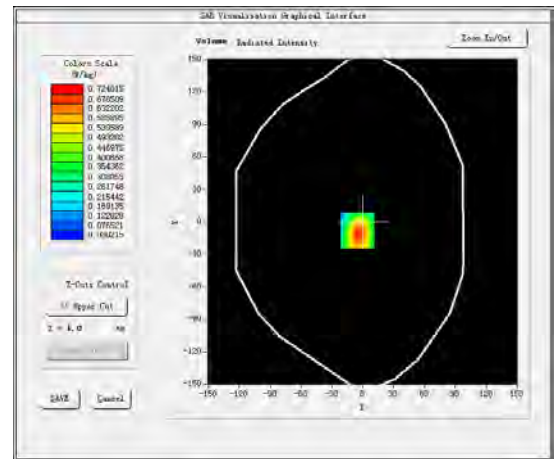 SAR Visualisation Graphical Interface
Volume Radiated Intensity
Zoom In/Out
Colors Scale
(W/kg)
0.724815
0.678509
0.632202
0.585895
0.539589
0.493282
0.446975
0.400668
0.354362
0.308055
0.261748
0.215442
0.169135
0.122828
0.076521
0.030215
Z-Cuts Control
Upper Cut
SAVE
Cancel
150
120
90
60
30
0
-30
-60
-90
-120
-150
Y
-150 -120 -90 -60 -30 0 30 60 90 120 150
X